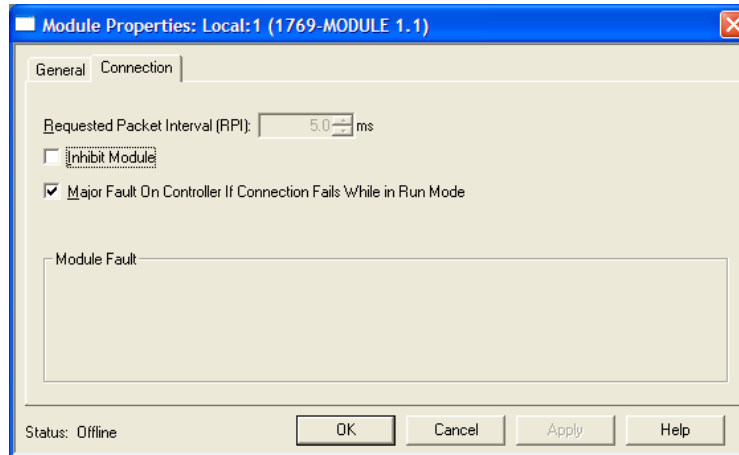 Module Properties: Local:1 (1769-MODULE 1.1)
General Connection
Requested Packet Interval (RPI): 5.0 ms
Inhibit Module
Major Fault On Controller If Connection Fails While in Run Mode
Module Fault
Status: Offline OK Cancel Apply Help